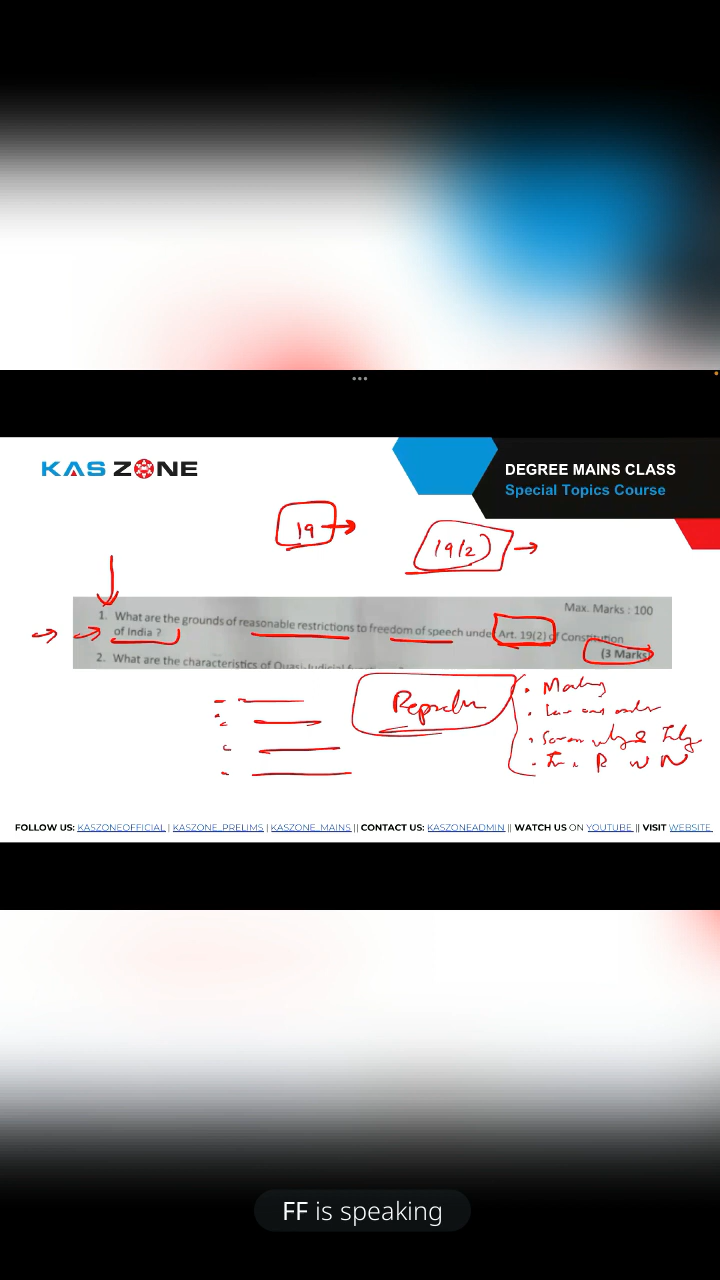 KAS ZONE
DEGREE MAINS CLASS
Special Topics Course
19
19(2)
Max. Marks : 100
1. What are the grounds of reasonable restrictions to freedom of speech unde Art. 19(2) of Constitution
of India ?
(3 Marks)
2. What are the characteristics of Quasi-Judicial
FOLLOW US: KASZONEOFFICIAL | KASZONE_PRELIMS | KASZONE_MAINS || CONTACT US: KASZONEADMIN || WATCH US ON YOUTUBE || VISIT WEBSITE
FF is speaking